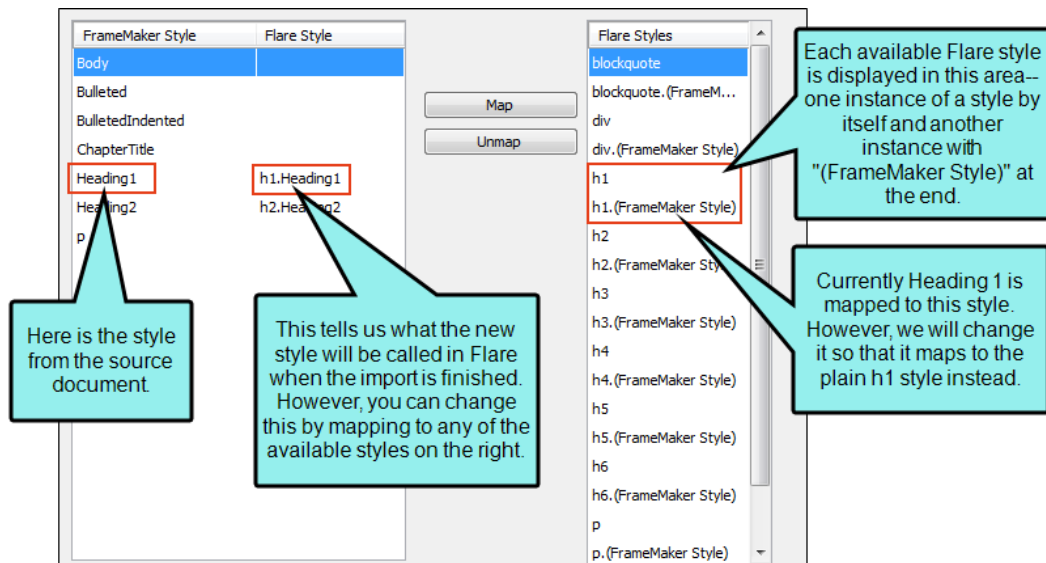 FrameMaker Style Flare Style
Body
Bulleted
BulletedIndented
ChapterTitle
Heading1 h1.Heading1
Heading2 h2.Heading2
p
Map
Unmap
Flare Styles
blockquote
blockquote.(FrameM...
div
div.(FrameMaker Style)
h1
h1.(FrameMaker Style)
h2
h2.(FrameMaker Sty
h3
h3.(FrameMaker Style)
h4
h4.(FrameMaker Style)
h5
h5.(FrameMaker Style)
h6
h6.(FrameMaker Style)
p
p.(FrameMaker Style)
Here is the style
from the source
document.
This tells us what the new
style will be called in Flare
when the import is finished.
However, you can change
this by mapping to any of the
available styles on the right.
Each available Flare style
is displayed in this area--
one instance of a style by
itself and another
instance with
"(FrameMaker Style)" at
the end.
Currently Heading 1 is
mapped to this style.
However, we will change
it so that it maps to the
plain h1 style instead.